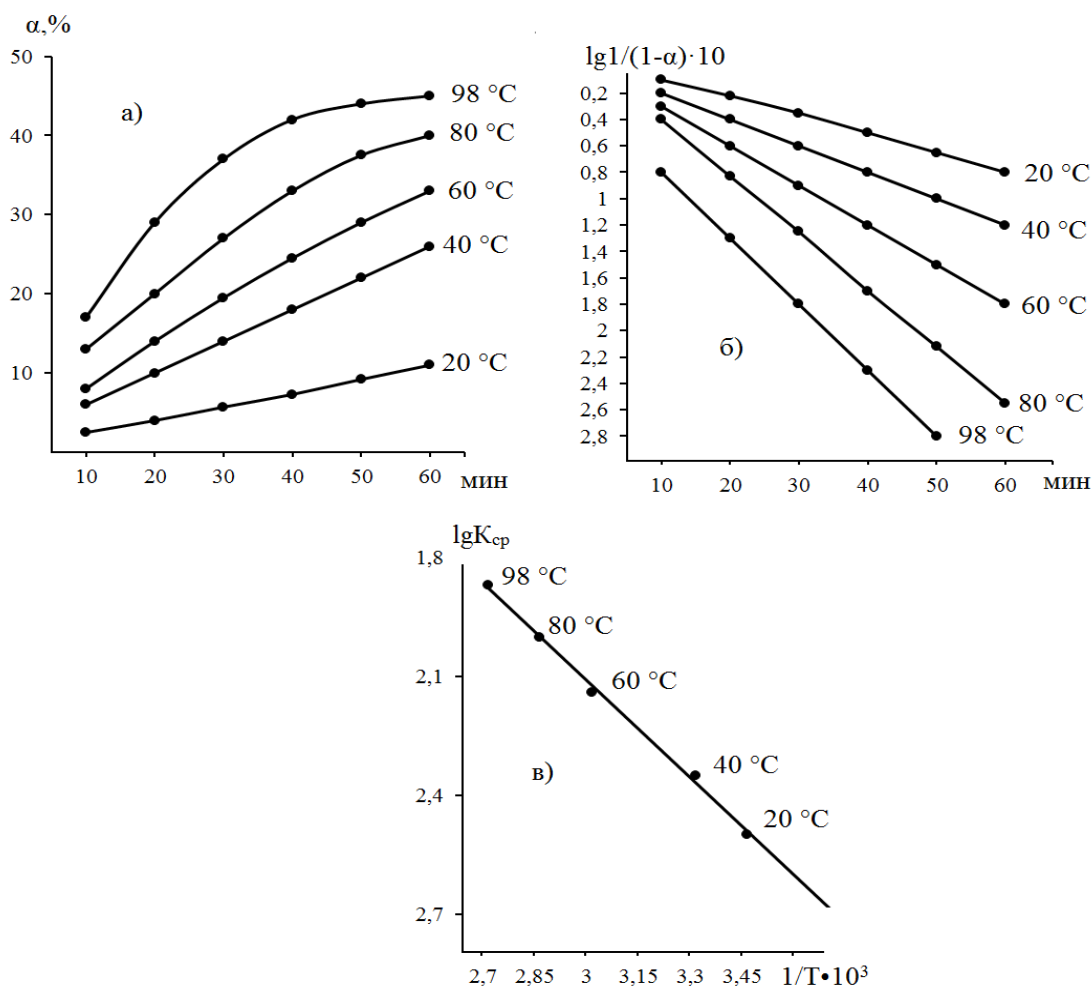 α,%
50
40
30
20
10
а)
98 °C
80 °C
60 °C
40 °C
20 °C
10 20 30 40 50 60 мин
lg1/(1-α)·10
0,2
0,4
0,6
0,8
1
1,2
1,4
1,6
1,8
2
2,2
2,4
2,6
2,8
б)
20 °C
40 °C
60 °C
80 °C
98 °C
10 20 30 40 50 60 мин
lgKср
1,8
2,1
2,4
2,7
98 °C
80 °C
60 °C
40 °C
20 °C
в)
2,7 2,85 3 3,15 3,3 3,45 1/T•10³